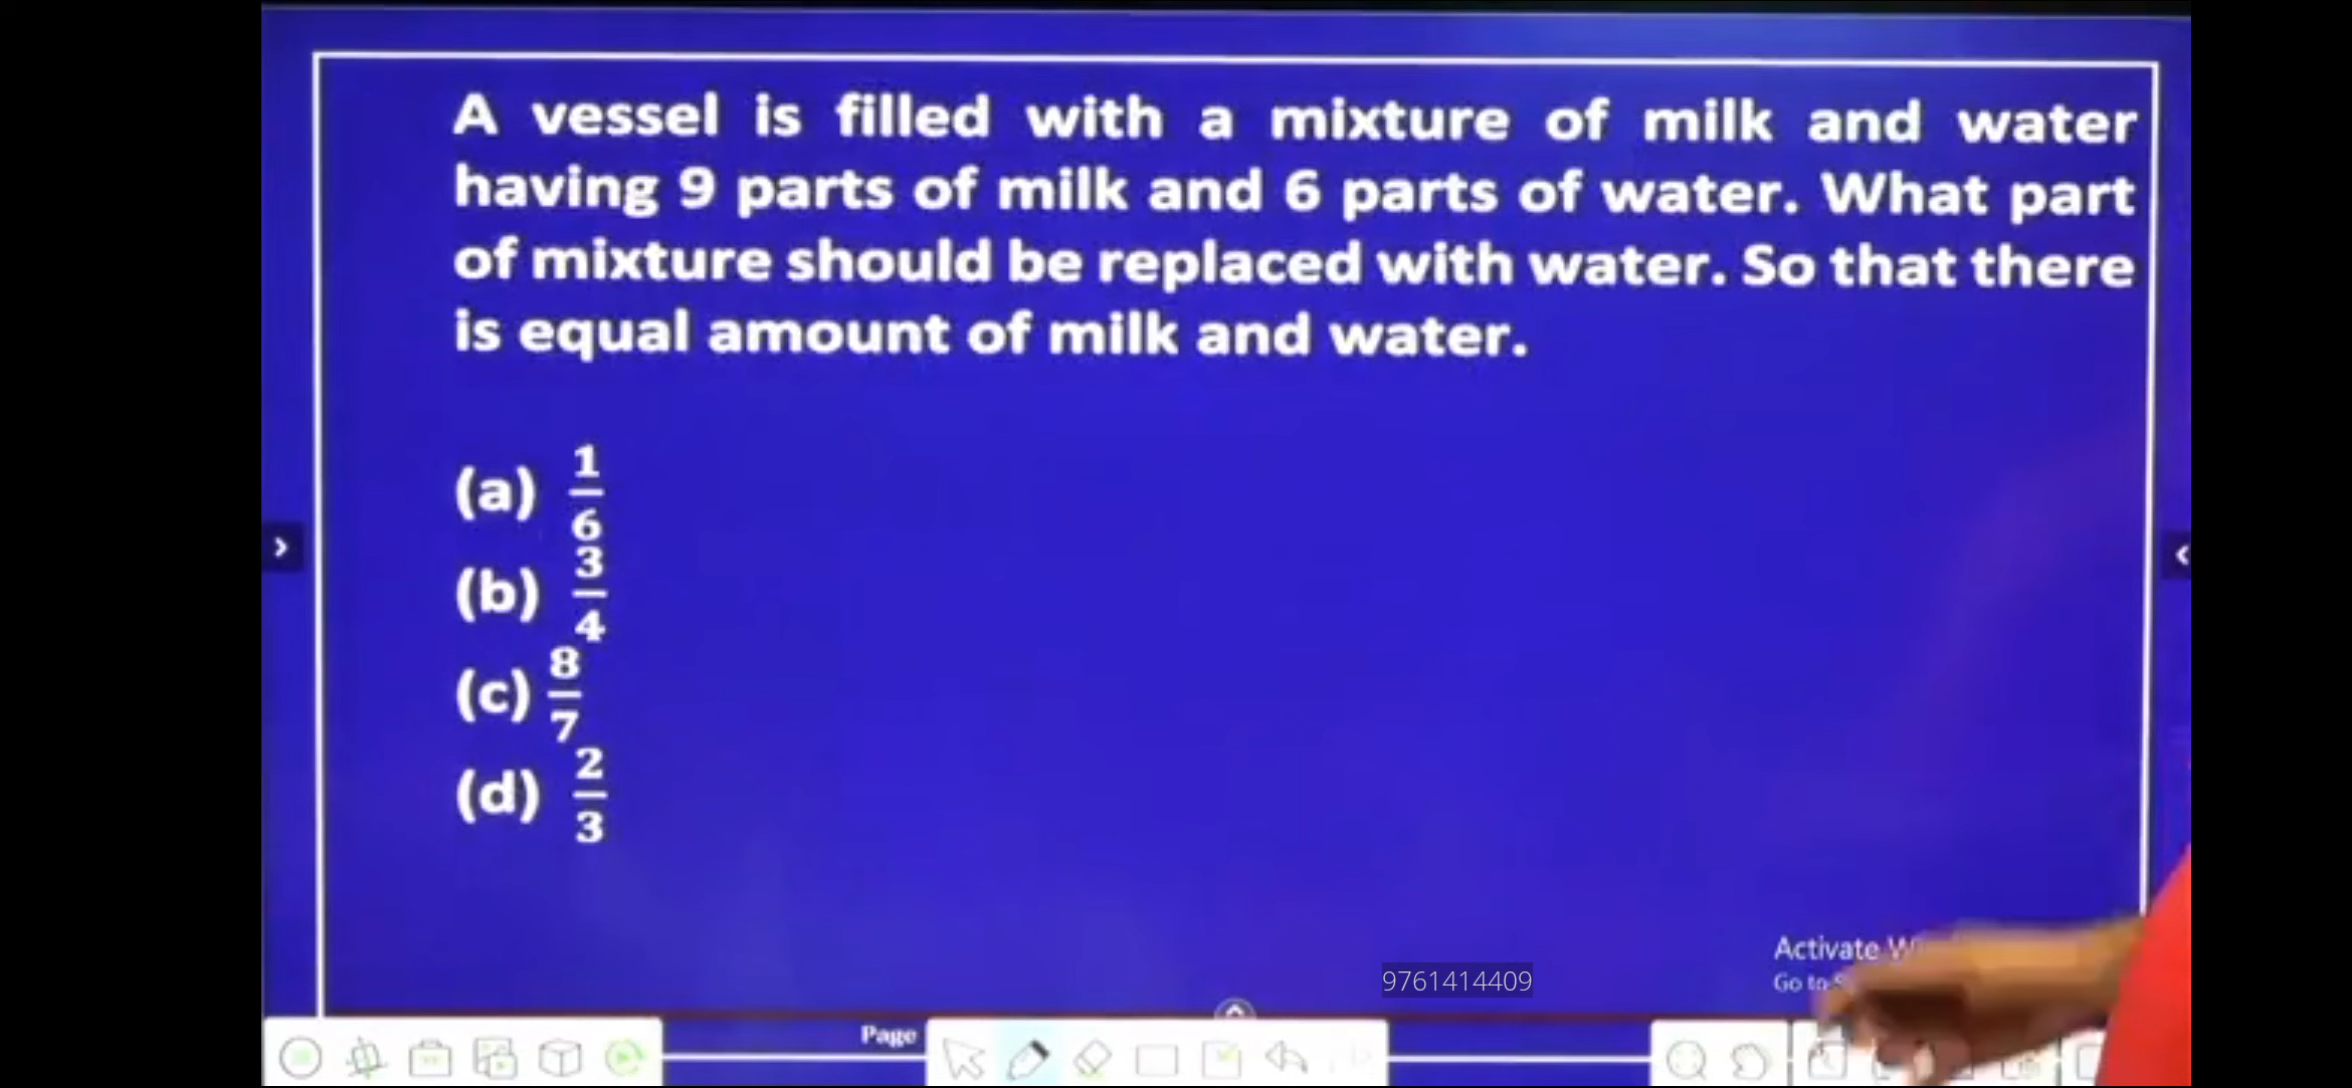 A vessel is filled with a mixture of milk and water
having 9 parts of milk and 6 parts of water. What part
of mixture should be replaced with water. So that there
is equal amount of milk and water.
(a) 1/6
(b) 3/4
(c) 8/7
(d) 2/3
Activate
Go to
9761414409
Page